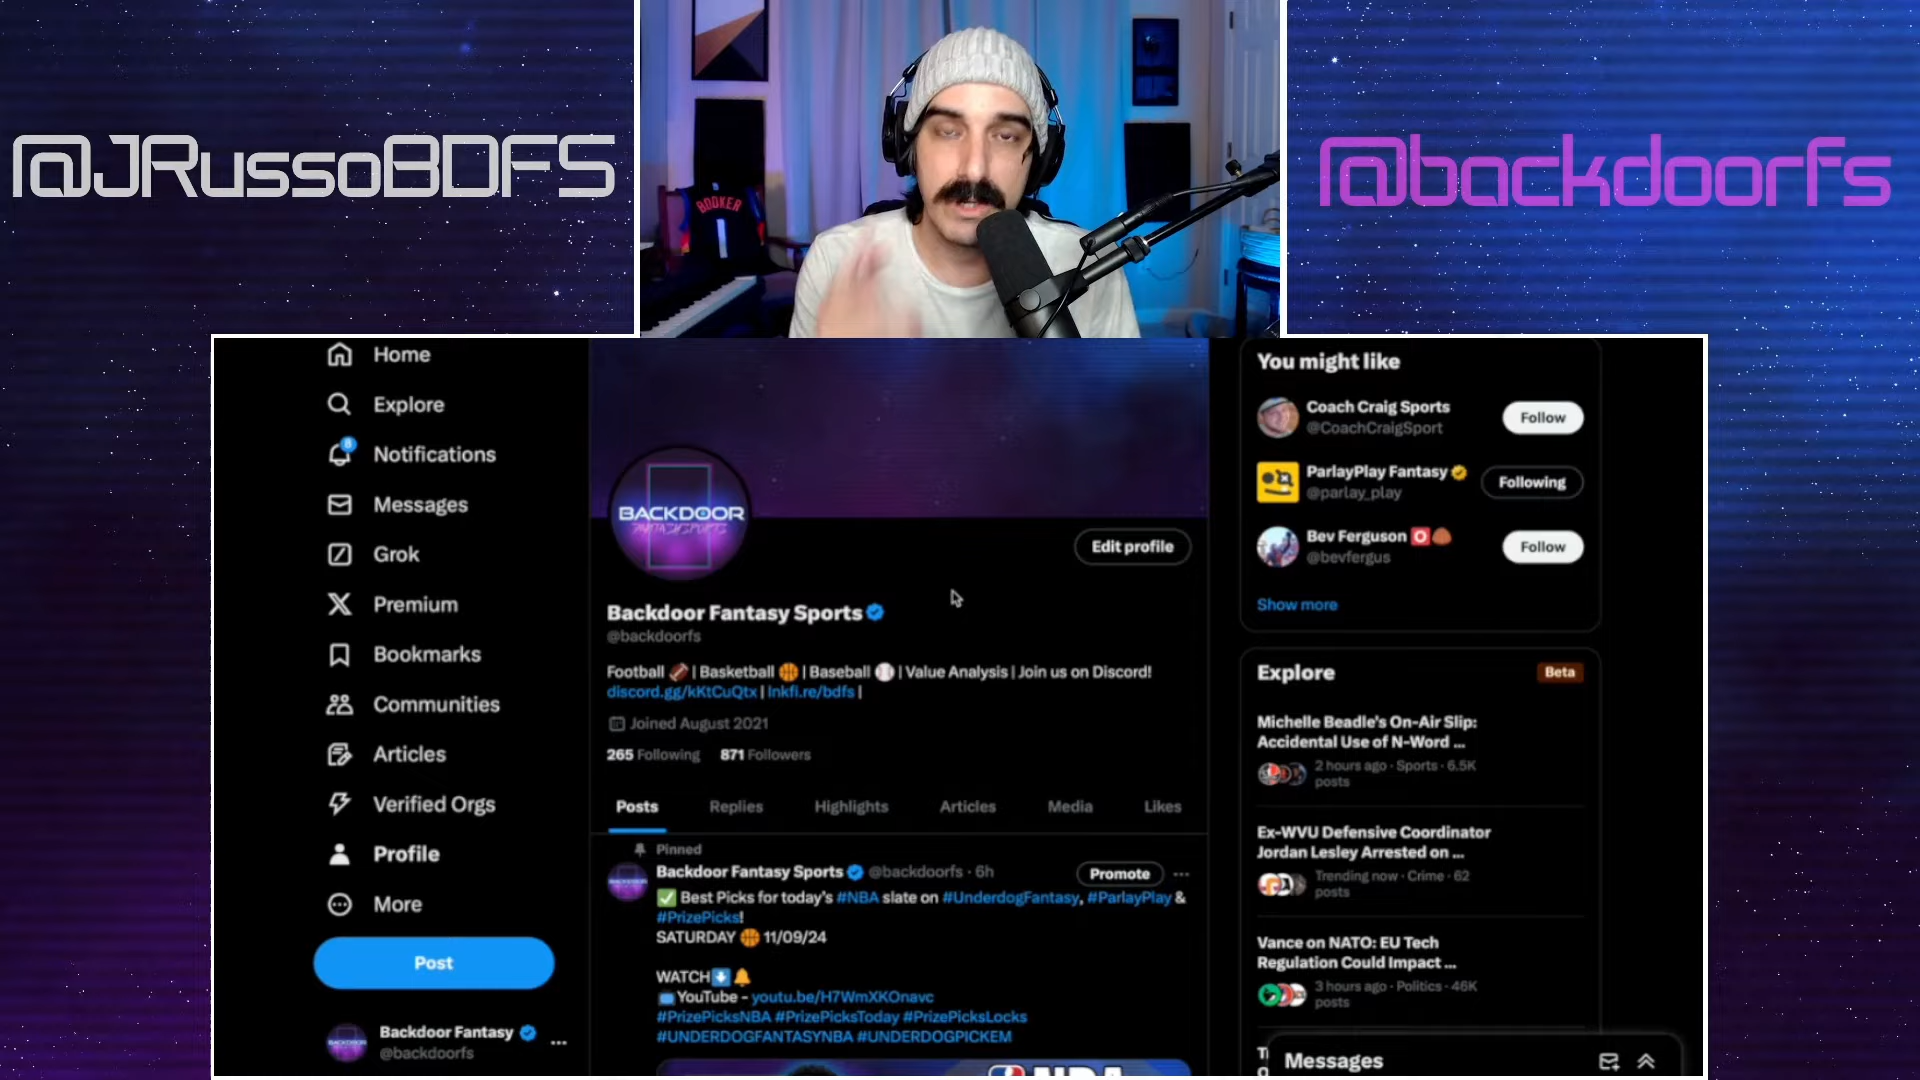 @JRussoBDFS
BOOKER
1
@backdoorfs
Home
Explore
8
Notifications
Messages
Grok
Premium
Bookmarks
Communities
Articles
Verified Orgs
Profile
More
Post
Backdoor Fantasy
@backdoorfs
BACKDOOR
FANTASY SPORTS
Edit profile
Backdoor Fantasy Sports
@backdoorfs
Football 🏈 | Basketball 🏀 | Baseball ⚾ | Value Analysis | Join us on Discord!
discord.gg/kKtCuQtx | lnkfi.re/bdfs |
Joined August 2021
265 Following 871 Followers
Posts Replies Highlights Articles Media Likes
Pinned
Backdoor Fantasy Sports @backdoorfs · 6h
Promote
✅ Best Picks for today's #NBA slate on #UnderdogFantasy, #ParlayPlay &
#PrizePicks!
SATURDAY 🏀 11/09/24
WATCH⬇️🔔
📺YouTube - youtu.be/H7WmXKOnavc
#PrizePicksNBA #PrizePicksToday #PrizePicksLocks
#UNDERDOGFANTASYNBA #UNDERDOGPICKEM
NBA
You might like
Coach Craig Sports
@CoachCraigSport
Follow
ParlayPlay Fantasy
@parlay_play
Following
Bev Ferguson 🅾️🏈
@bevfergus
Follow
Show more
Explore
Beta
Michelle Beadle's On-Air Slip:
Accidental Use of N-Word ...
2 hours ago · Sports · 6.5K
posts
Ex-WVU Defensive Coordinator
Jordan Lesley Arrested on ...
Trending now · Crime · 62
posts
Vance on NATO: EU Tech
Regulation Could Impact ...
3 hours ago · Politics · 46K
posts
Messages